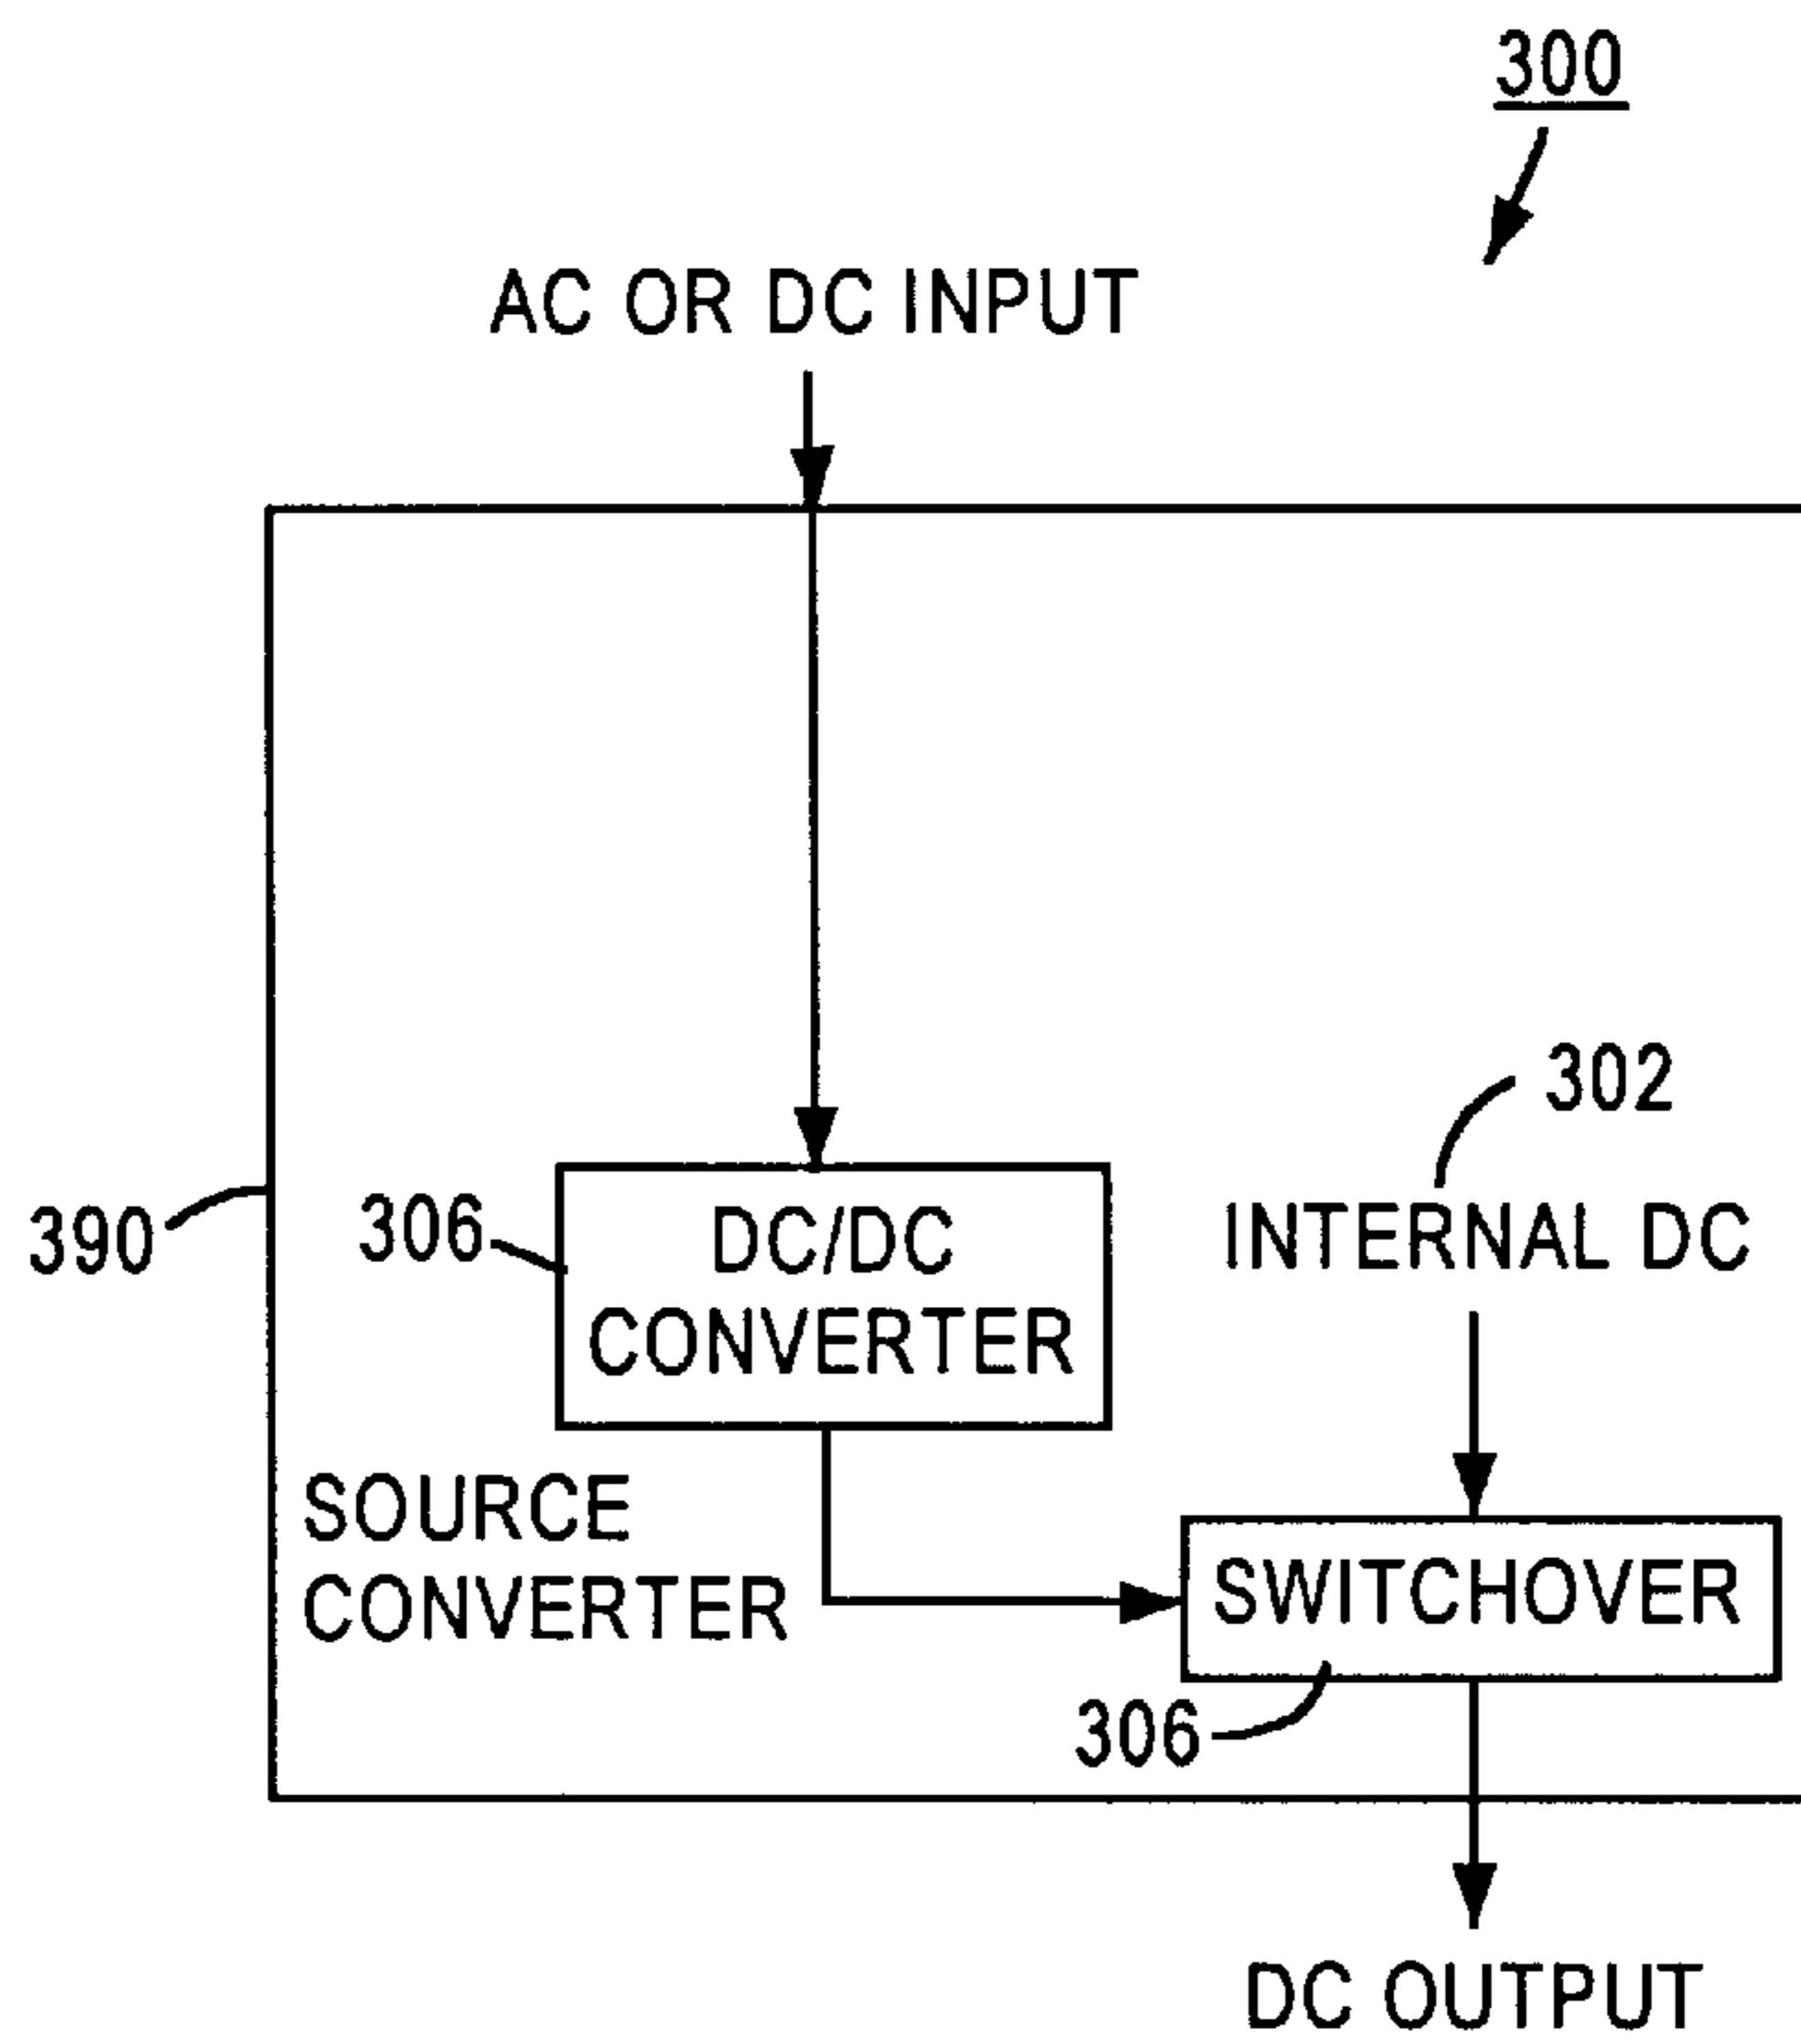 300
AC OR DC INPUT
302
390
306
DC/DC
CONVERTER
INTERNAL DC
SOURCE
CONVERTER
SWITCHOVER
306
DC OUTPUT